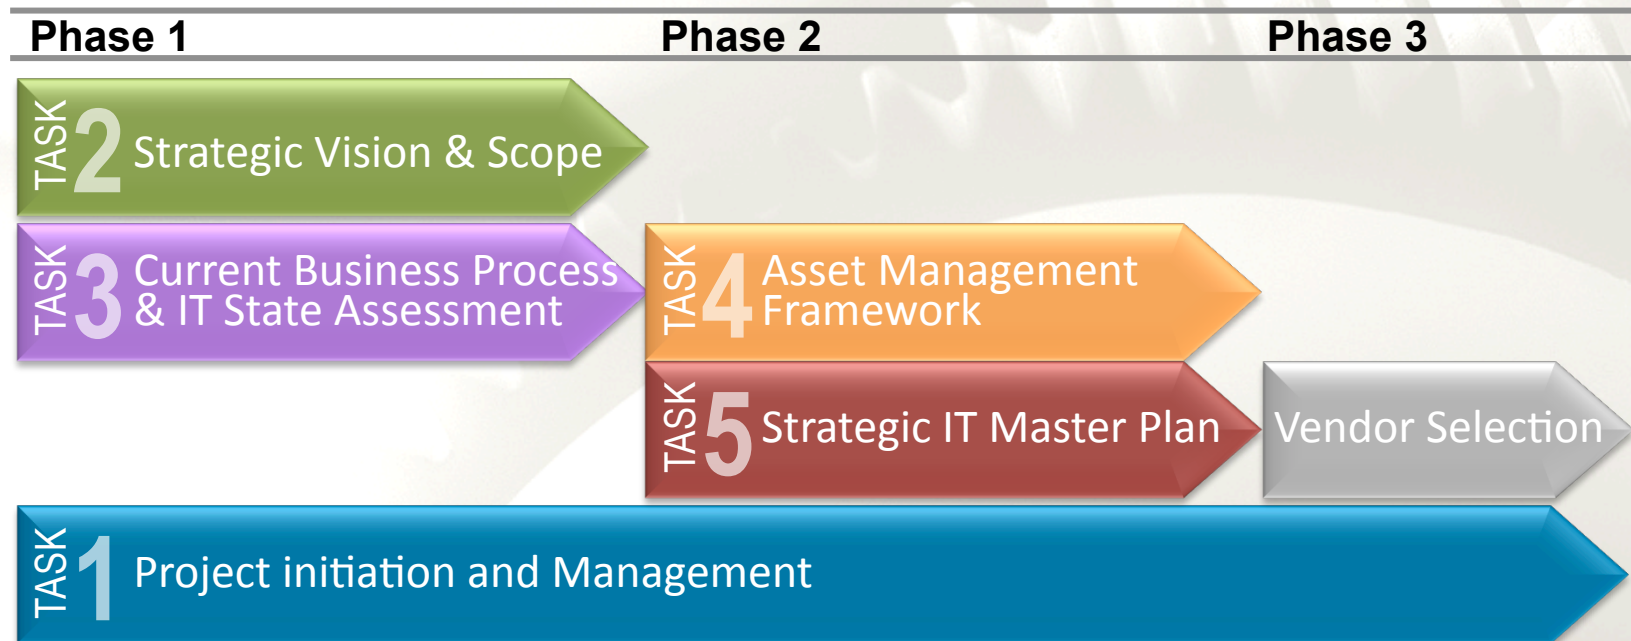 Phase 1 Phase 2 Phase 3
TASK 2 Strategic Vision & Scope
TASK 3 Current Business Process
& IT State Assessment
TASK 4 Asset Management
Framework
TASK 5 Strategic IT Master Plan
Vendor Selection
TASK 1 Project initiation and Management